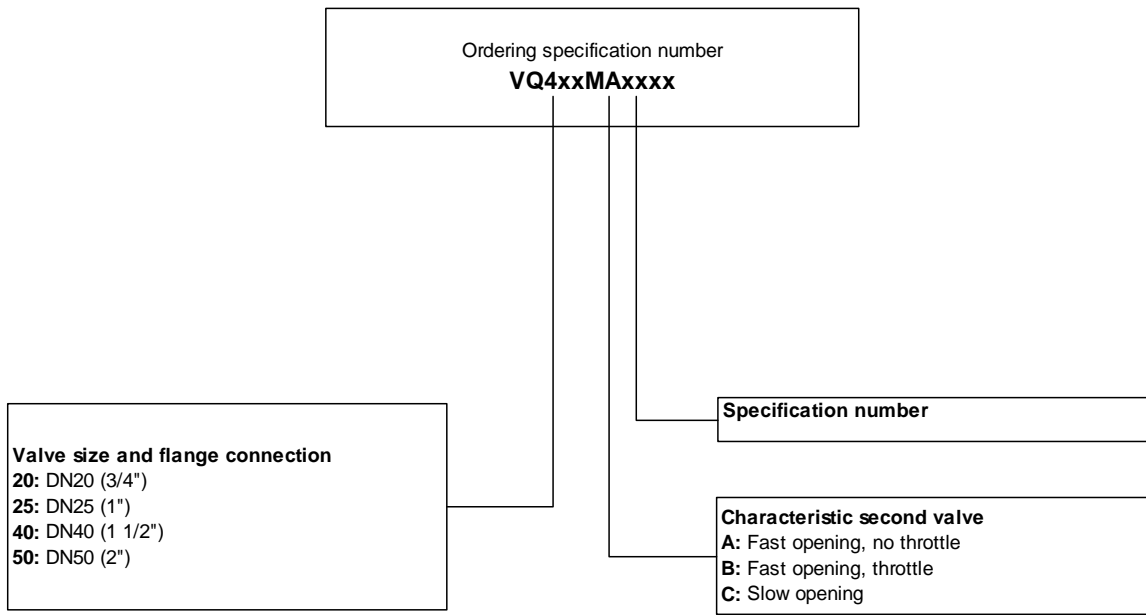 Ordering specification number
VQ4xxMAxxxx
Specification number
Valve size and flange connection
20: DN20 (3/4")
25: DN25 (1")
40: DN40 (1 1/2")
50: DN50 (2")
Characteristic second valve
A: Fast opening, no throttle
B: Fast opening, throttle
C: Slow opening